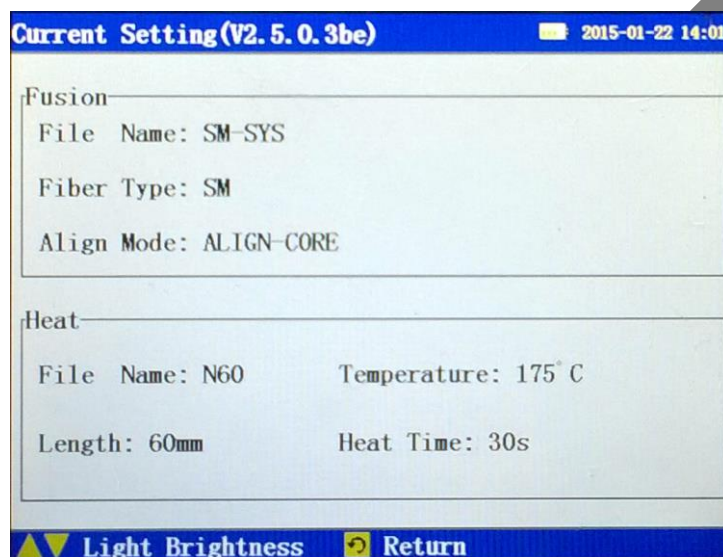 Current Setting(V2.5.0.3be) 2015-01-22 14:01
Fusion
File Name: SM-SYS
Fiber Type: SM
Align Mode: ALIGN-CORE
Heat
File Name: N60 Temperature: 175°C
Length: 60mm Heat Time: 30s
Light Brightness Return